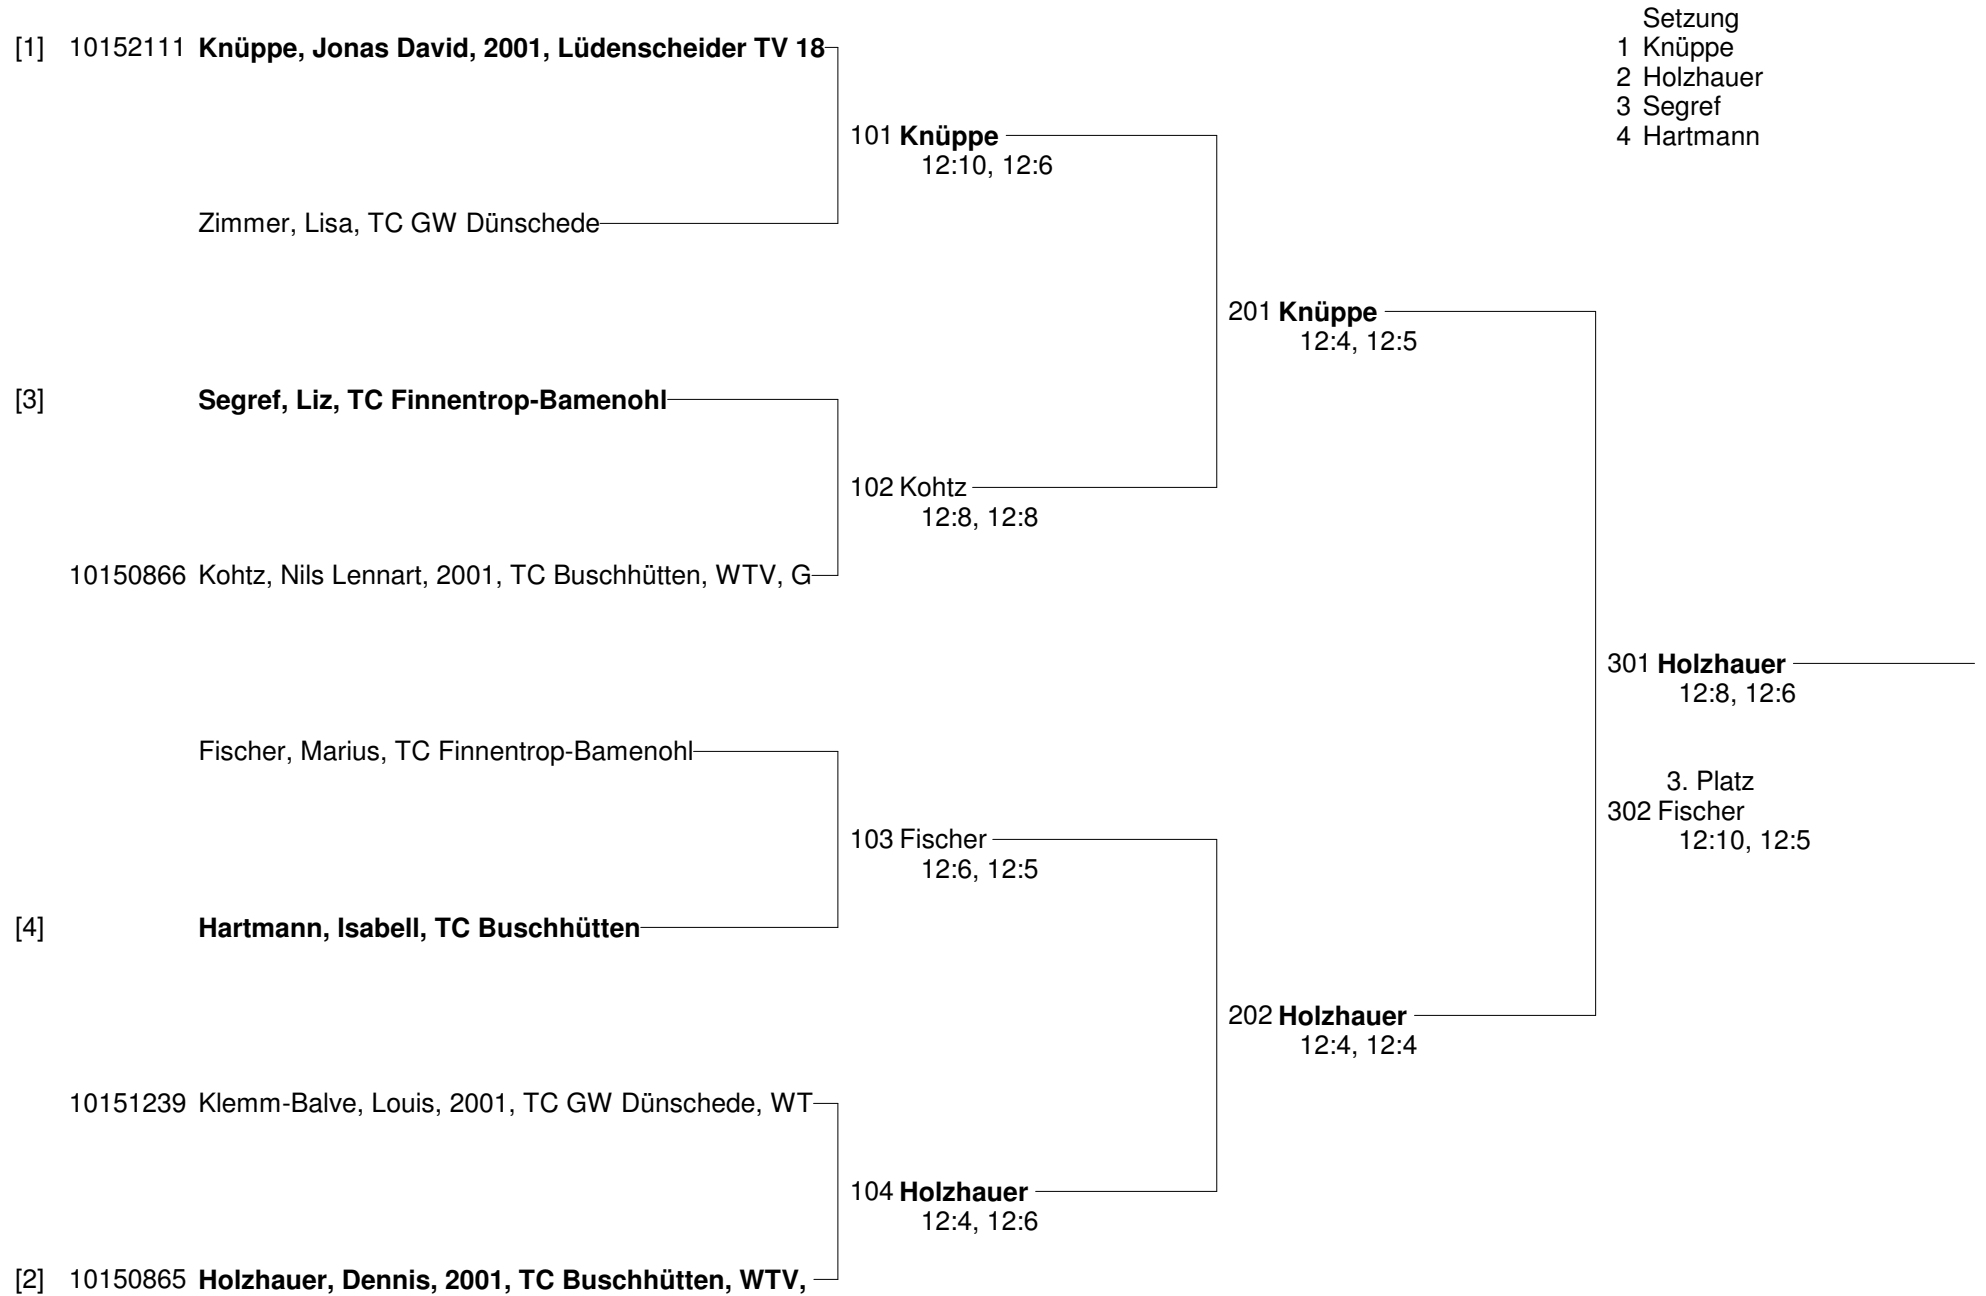 Setzung
[1] 10152111 Knüppe, Jonas David, 2001, Lüdenscheider TV 18
1 Knüppe
2 Holzhauer
3 Segref
4 Hartmann
101 Knüppe
12:10, 12:6
Zimmer, Lisa, TC GW Dünschede
201 Knüppe
12:4, 12:5
[3] Segref, Liz, TC Finnentrop-Bamenohl
102 Kohtz
12:8, 12:8
10150866 Kohtz, Nils Lennart, 2001, TC Buschhütten, WTV, G
301 Holzhauer
12:8, 12:6
Fischer, Marius, TC Finnentrop-Bamenohl
3. Platz
302 Fischer
12:10, 12:5
103 Fischer
12:6, 12:5
[4] Hartmann, Isabell, TC Buschhütten
202 Holzhauer
12:4, 12:4
10151239 Klemm-Balve, Louis, 2001, TC GW Dünschede, WT
104 Holzhauer
12:4, 12:6
[2] 10150865 Holzhauer, Dennis, 2001, TC Buschhütten, WTV,